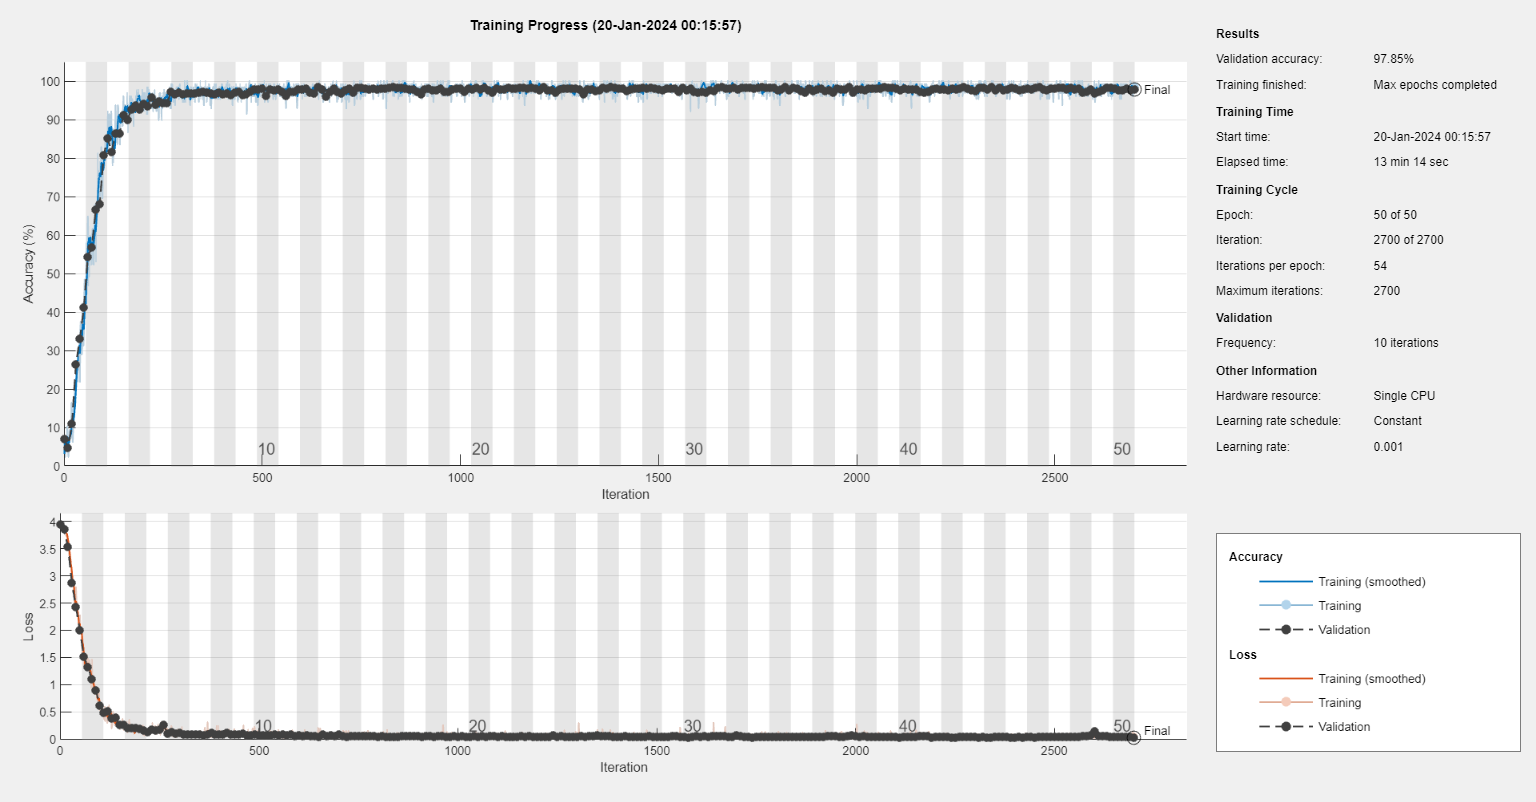 Training Progress (20-Jan-2024 00:15:57)
Accuracy (%)
100
90
80
70
60
50
40
30
20
10
0
10 20 30 40 50
Final
0 500 1000 1500 2000 2500
Iteration
Loss
4
3.5
3
2.5
2
1.5
1
0.5
0
10 20 30 40 50
Final
0 500 1000 1500 2000 2500
Iteration
Results
Validation accuracy: 97.85%
Training finished: Max epochs completed
Training Time
Start time: 20-Jan-2024 00:15:57
Elapsed time: 13 min 14 sec
Training Cycle
Epoch: 50 of 50
Iteration: 2700 of 2700
Iterations per epoch: 54
Maximum iterations: 2700
Validation
Frequency: 10 iterations
Other Information
Hardware resource: Single CPU
Learning rate schedule: Constant
Learning rate: 0.001
Accuracy
Training (smoothed)
Training
Validation
Loss
Training (smoothed)
Training
Validation